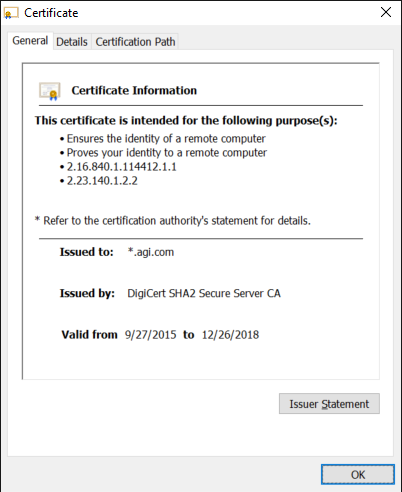 Certificate
General Details Certification Path
Certificate Information
This certificate is intended for the following purpose(s):
• Ensures the identity of a remote computer
• Proves your identity to a remote computer
• 2.16.840.1.114412.1.1
• 2.23.140.1.2.2
* Refer to the certification authority's statement for details.
Issued to: *.agi.com
Issued by: DigiCert SHA2 Secure Server CA
Valid from 9/27/2015 to 12/26/2018
Issuer Statement
OK